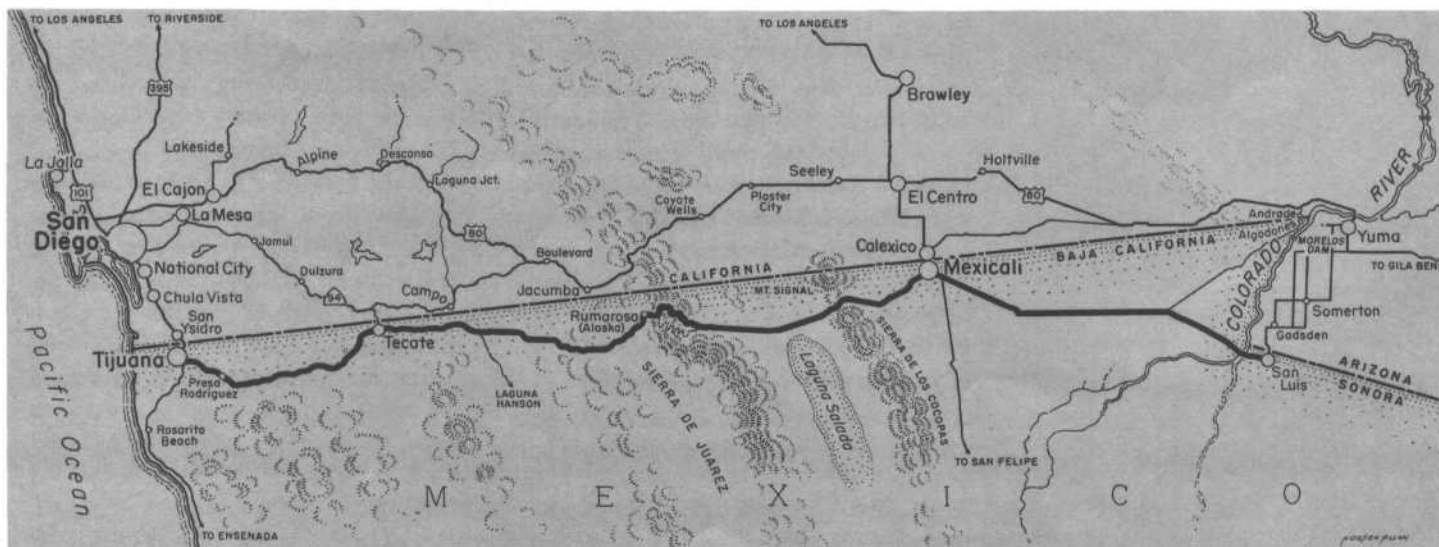 TO LOS ANGELES
TO RIVERSIDE
TO LOS ANGELES
395
Brawley
Lakeside
Alpine
Descanso
La Jolla
101
El Cajon
Laguna Jct.
Seeley
Holtville
Plaster
City
El Centro
80
Coyote
Wells
La Mesa
San
Diego
Jamul
80
Boulevard
Calexico
Andrade
Algodones
RIVER
Yuma
MORELOS
DAM
National City
Dulzura
94
Campo
Jacumba
CALIFORNIA
MT. SIGNAL
Mexicali
BAJA CALIFORNIA
COLORADO
TO GILA BEN
Chula Vista
San
Ysidro
Tijuana
Tecate
Rumarosa
(Alaska)
Somerton
Gadsden
San
Luis
ARIZONA
SONORA
Presa
Rodriguez
LAGUNA
HANSON
SIERRA DE JUAREZ
Laguna Salada
SIERRA DE LOS COCOPAS
Pacific Ocean
Rosarito
Beach
TO SAN FELIPE
M E X I C O
TO ENSENADA